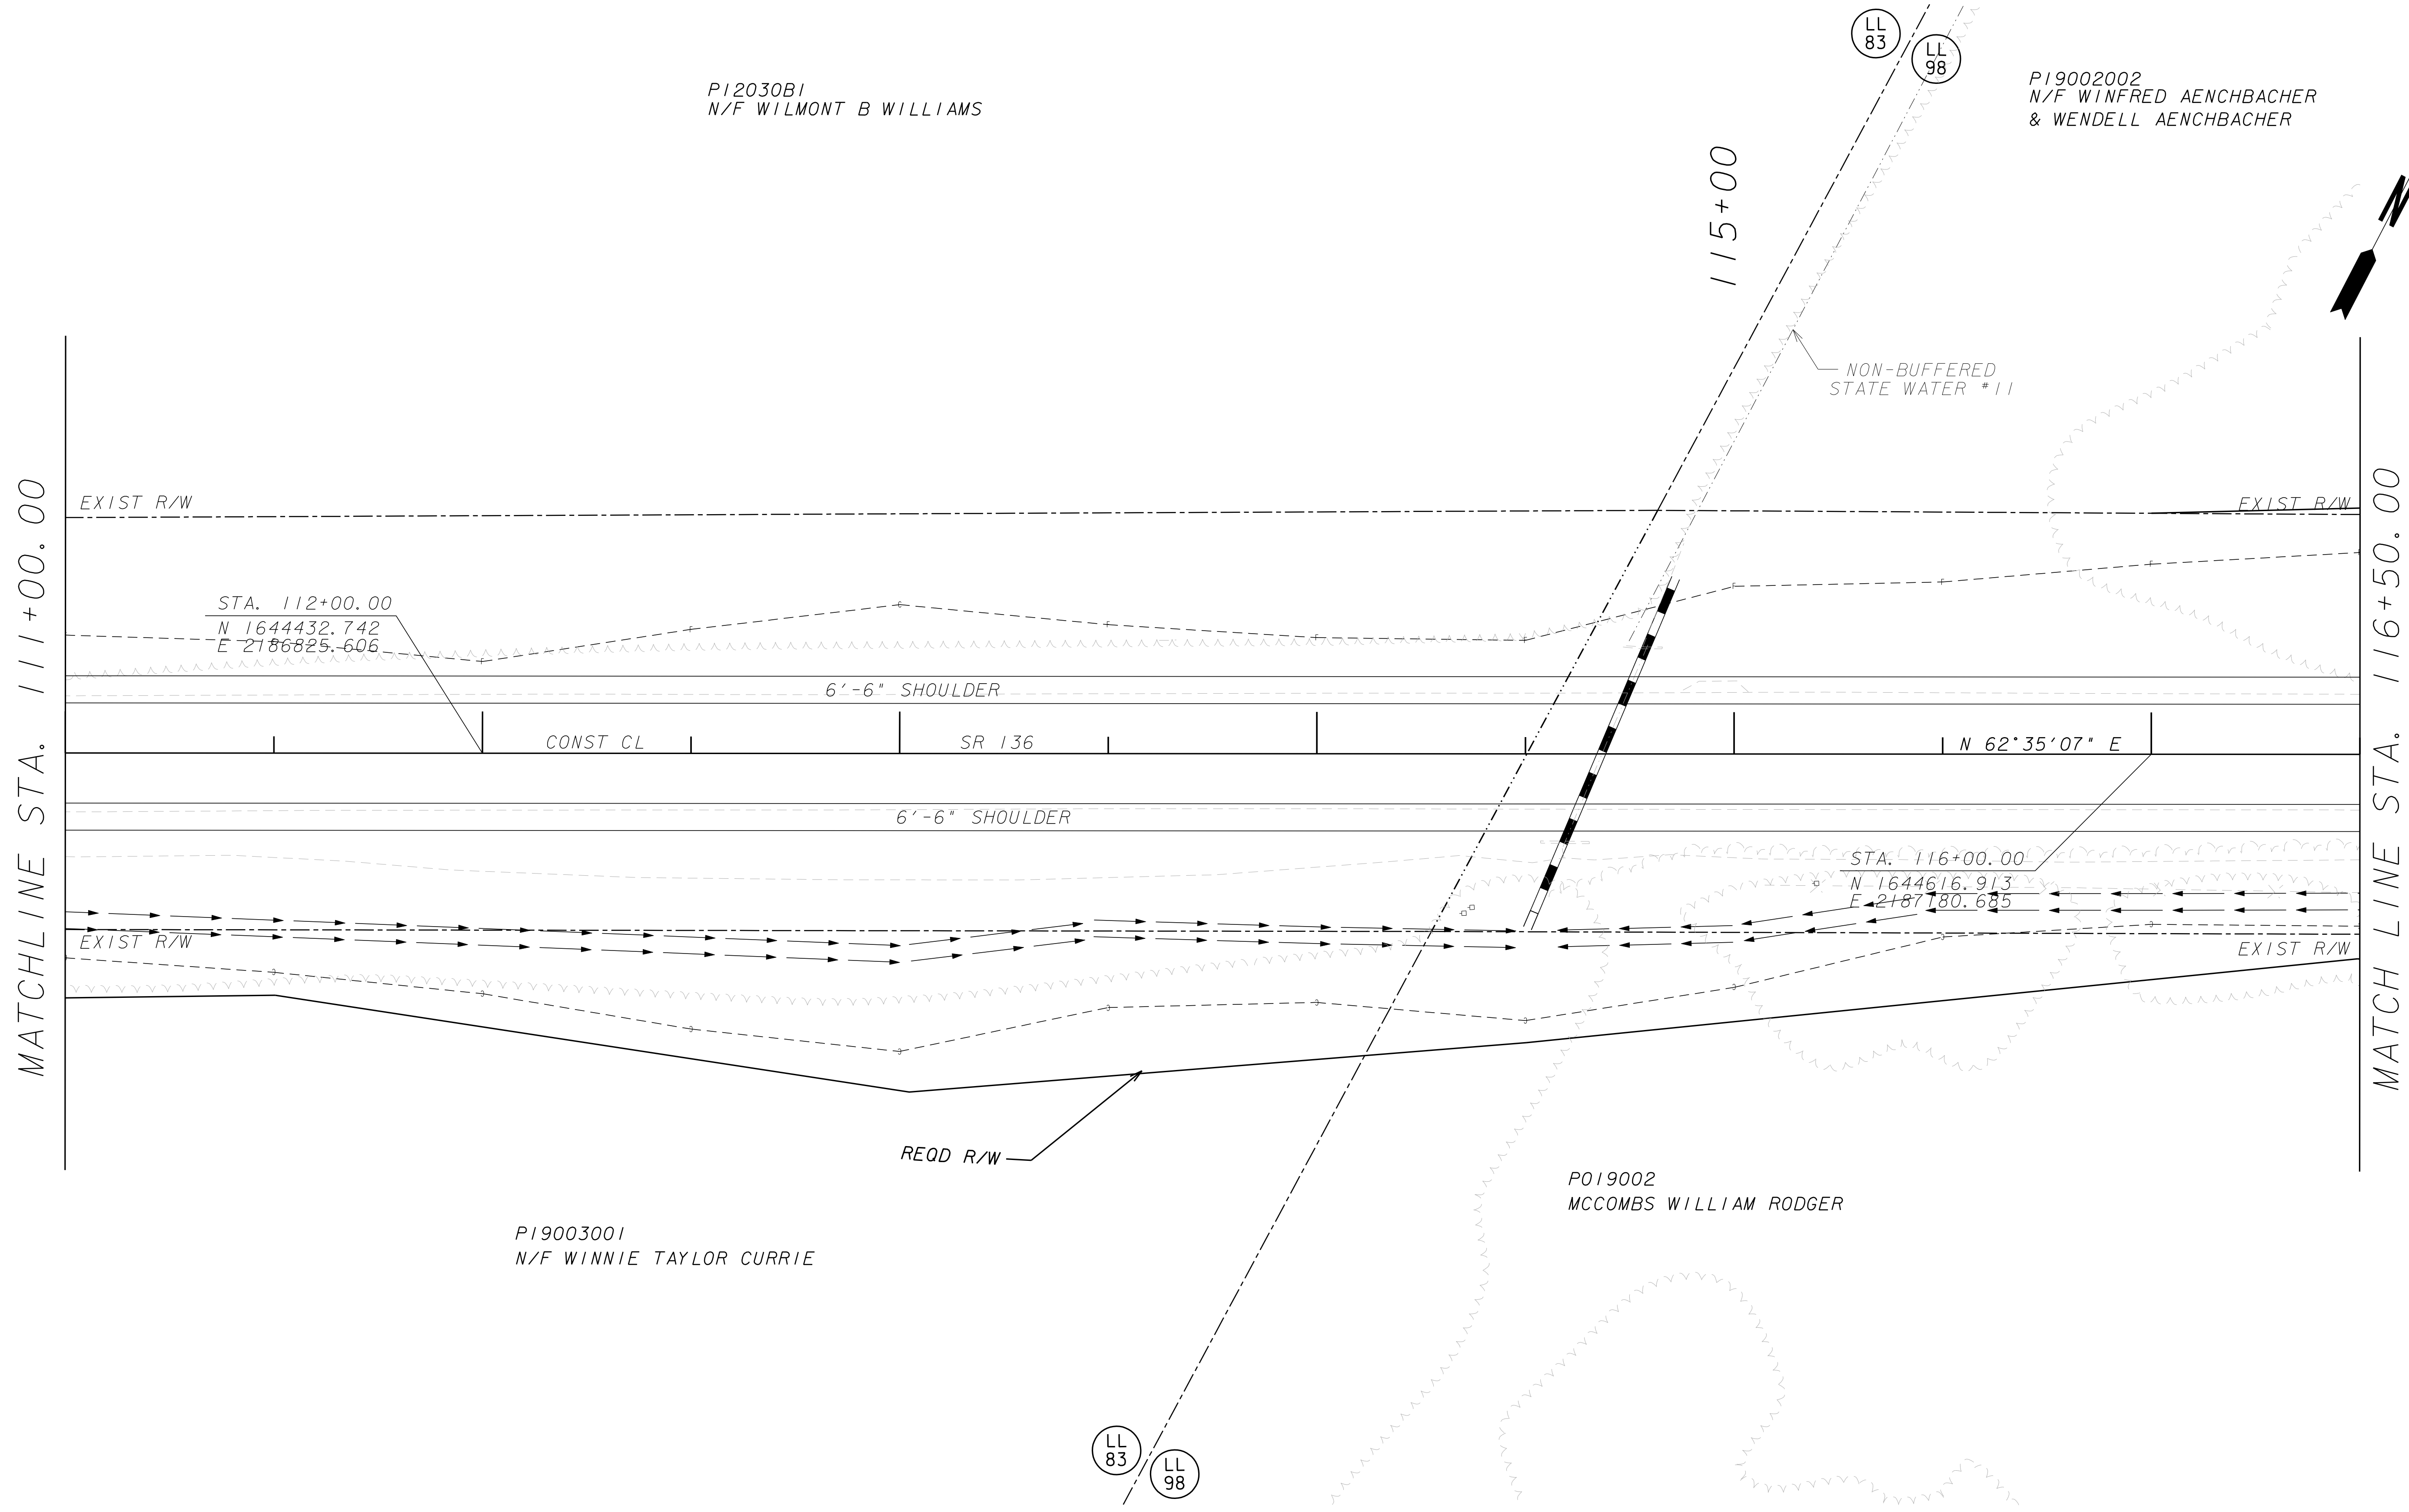 LL
83
LL
98
P12030B1
N/F WILMONT B WILLIAMS
P19002002
N/F WINFRED AENCHBACHER
& WENDELL AENCHBACHER
115+00
N
NON-BUFFERED
STATE WATER #11
MATCHLINE STA. 111+00.00
EXIST R/W
EXIST R/W
MATCH LINE STA. 116+50.00
STA. 112+00.00
N 1644432.742
E 2186825.606
6'-6" SHOULDER
CONST CL
SR 136
N 62°35'07" E
6'-6" SHOULDER
STA. 116+00.00
N 1644616.913
E 2187180.685
EXIST R/W
EXIST R/W
REQD R/W
P019002
MCCOMBS WILLIAM RODGER
P19003001
N/F WINNIE TAYLOR CURRIE
LL
83
LL
98